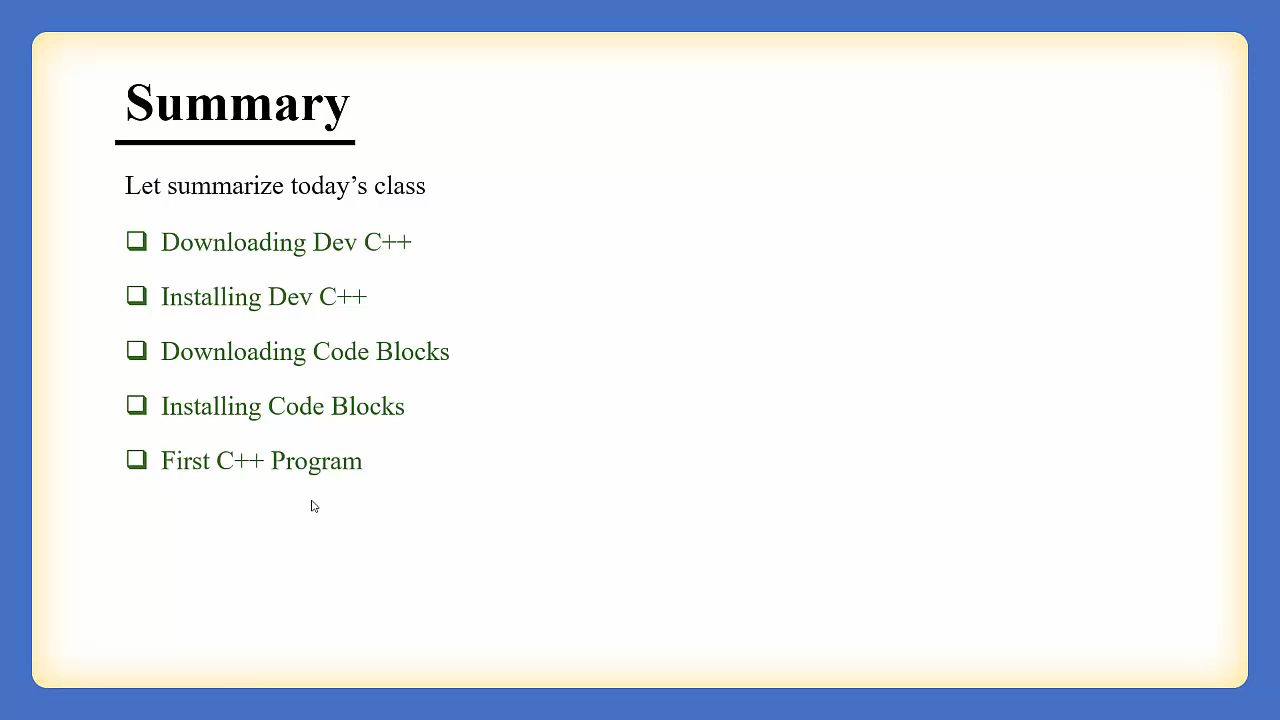 Summary
Let summarize today’s class
Downloading Dev C++
Installing Dev C++
Downloading Code Blocks
Installing Code Blocks
First C++ Program